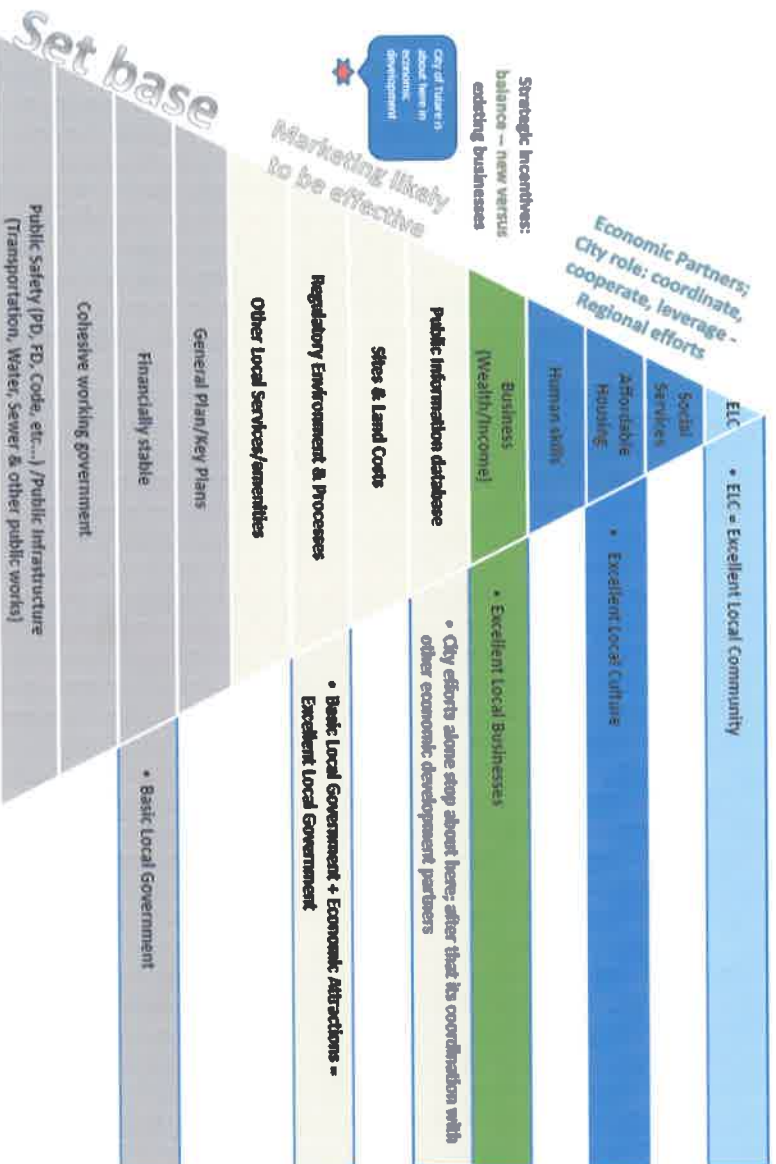 ELC
• ELC = Excellent Local Community
Economic Partners;
City role: coordinate,
cooperate, leverage -
Regional efforts
Social
Services
Affordable
Housing
• Excellent Local Culture
Human skills
Strategic Incentives:
balance – new versus
existing businesses
Business
(Wealth/Income)
• Excellent Local Businesses
City of Tulare is
about here in
economic
development
Public Information database
• City efforts alone stop about here; after that its coordination with
other economic development partners
Marketing likely
to be effective
Sites & Land Costs
Regulatory Environment & Processes
• Basic Local Government + Economic Attractions =
Excellent Local Government
Other Local Services/amenities
General Plan/Key Plans
Set base
Financially stable
• Basic Local Government
Cohesive working government
Public Safety (PD, FD, Code, etc...) /Public Infrastructure
(Transportation, Water, Sewer & other public works)